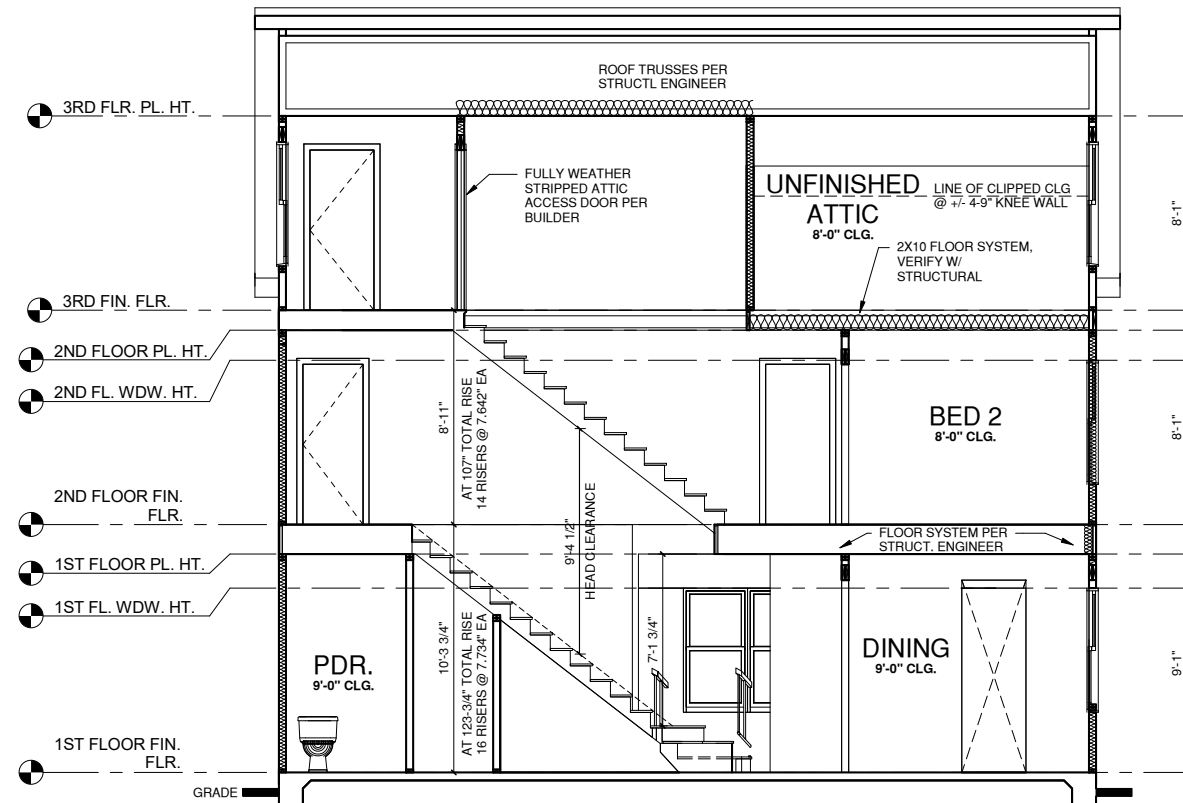 ROOF TRUSSES PER
STRUCTL ENGINEER
3RD FLR. PL. HT.
FULLY WEATHER
STRIPPED ATTIC
ACCESS DOOR PER
BUILDER
UNFINISHED
ATTIC
8'-0" CLG.
LINE OF CLIPPED CLG
@ +/- 4-9" KNEE WALL
8'-1"
2X10 FLOOR SYSTEM,
VERIFY W/
STRUCTURAL
3RD FIN. FLR.
2ND FLOOR PL. HT.
2ND FL. WDW. HT.
8'-11"
AT 107" TOTAL RISE
14 RISERS @ 7.642" EA
BED 2
8'-0" CLG.
8'-1"
9'-4 1/2"
HEAD CLEARANCE
2ND FLOOR FIN.
FLR.
FLOOR SYSTEM PER
STRUCT. ENGINEER
1ST FLOOR PL. HT.
1ST FL. WDW. HT.
PDR.
9'-0" CLG.
10'-3 3/4"
AT 123-3/4" TOTAL RISE
16 RISERS @ 7.734" EA
7'-1 3/4"
DINING
9'-0" CLG.
9'-1"
1ST FLOOR FIN.
FLR.
GRADE